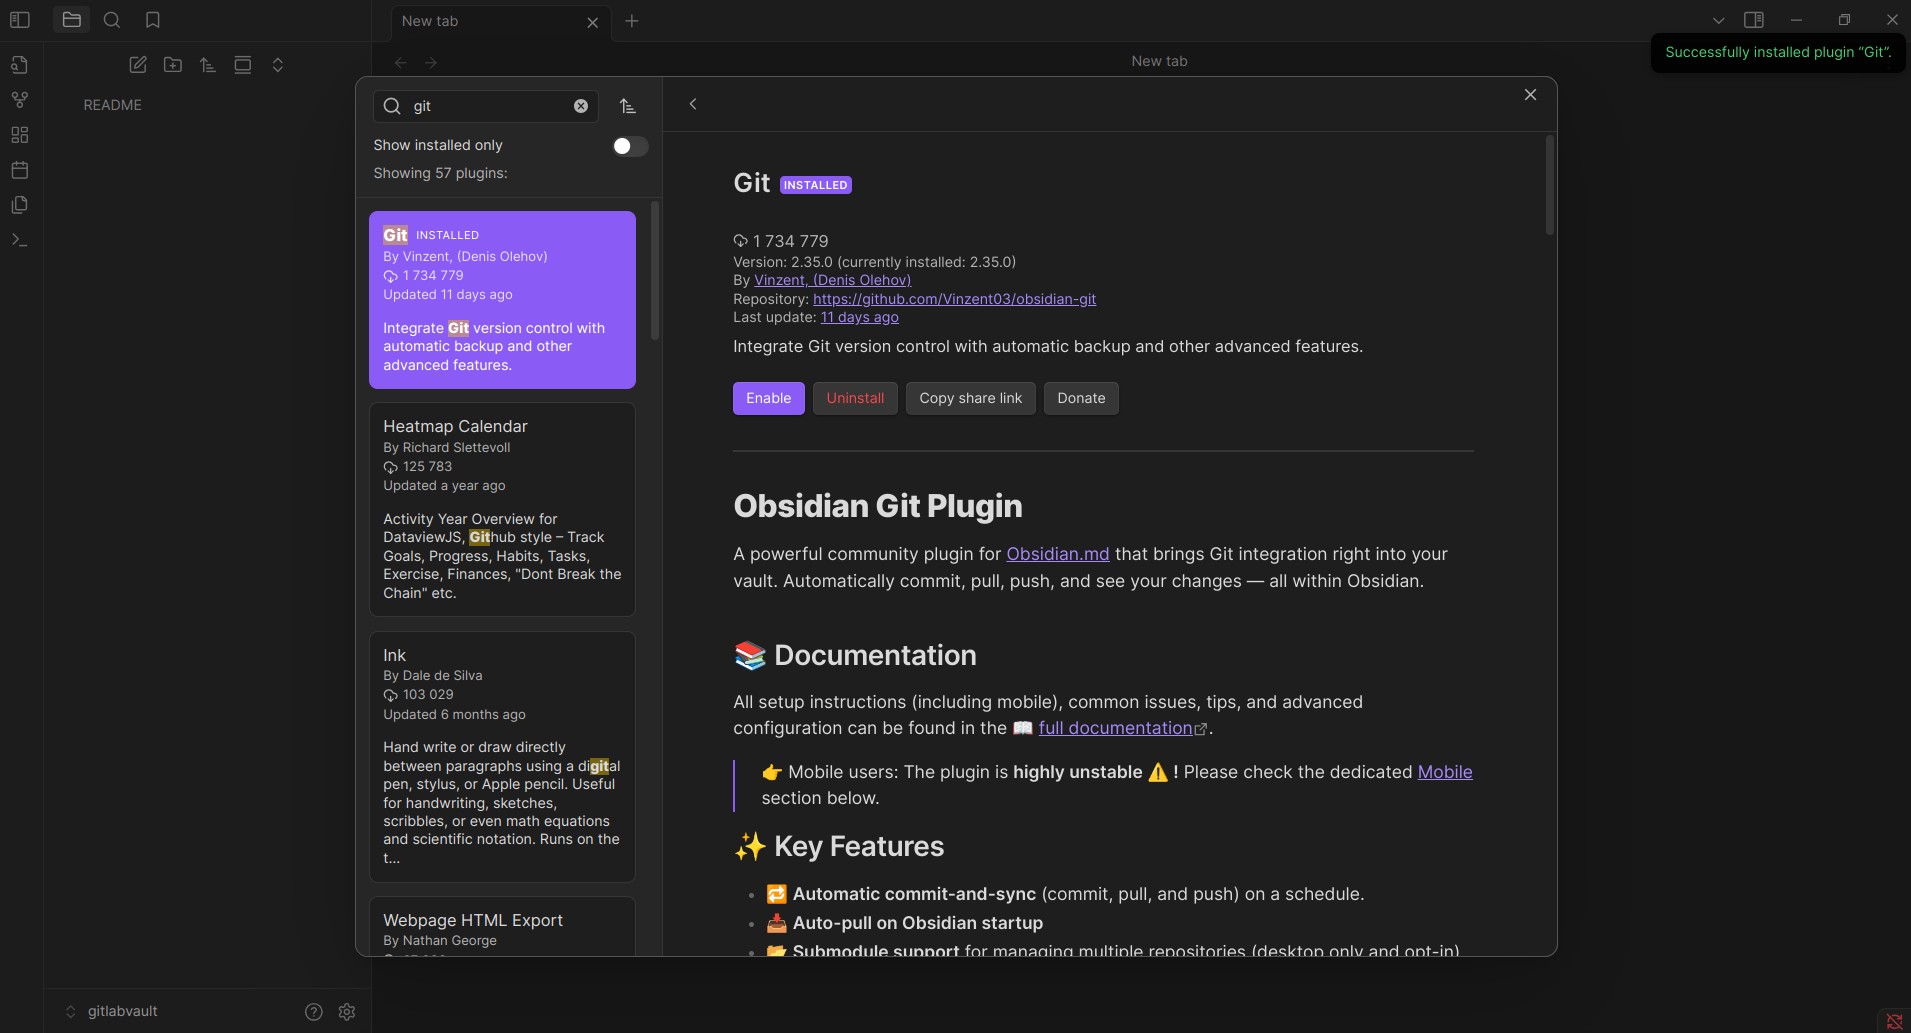 New tab
New tab
Successfully installed plugin “Git”.
README
git
Show installed only
Showing 57 plugins:
Git INSTALLED
By Vinzent, (Denis Olehov)
1 734 779
Updated 11 days ago
Integrate Git version control with
automatic backup and other
advanced features.
Heatmap Calendar
By Richard Slettevoll
125 783
Updated a year ago
Activity Year Overview for
DataviewJS, Github style – Track
Goals, Progress, Habits, Tasks,
Exercise, Finances, "Dont Break the
Chain" etc.
Ink
By Dale de Silva
103 029
Updated 6 months ago
Hand write or draw directly
between paragraphs using a digital
pen, stylus, or Apple pencil. Useful
for handwriting, sketches,
scribbles, or even math equations
and scientific notation. Runs on the
t...
Webpage HTML Export
By Nathan George
Git INSTALLED
1 734 779
Version: 2.35.0 (currently installed: 2.35.0)
By Vinzent, (Denis Olehov)
Repository: https://github.com/Vinzent03/obsidian-git
Last update: 11 days ago
Integrate Git version control with automatic backup and other advanced features.
Enable Uninstall Copy share link Donate
Obsidian Git Plugin
A powerful community plugin for Obsidian.md that brings Git integration right into your
vault. Automatically commit, pull, push, and see your changes — all within Obsidian.
📚 Documentation
All setup instructions (including mobile), common issues, tips, and advanced
configuration can be found in the 📖 full documentation.
👉 Mobile users: The plugin is highly unstable ⚠️ ! Please check the dedicated Mobile
section below.
✨ Key Features
• 🔁 Automatic commit-and-sync (commit, pull, and push) on a schedule.
• 📥 Auto-pull on Obsidian startup
• 📂 Submodule support for managing multiple repositories (desktop only and opt-in)
gitlabvault